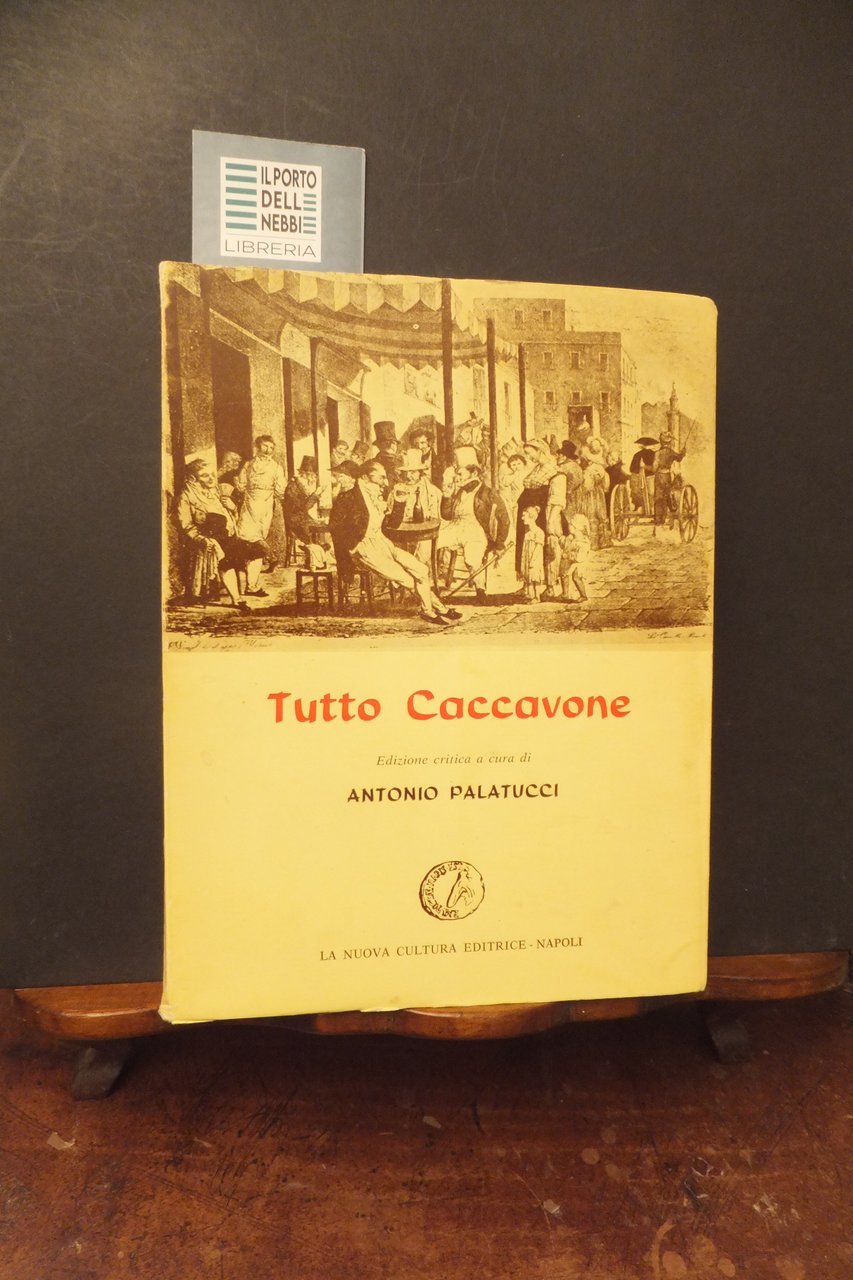 IL PORTO
DELL
NEBBI
LIBRERIA
Tutto Caccavone
Edizione critica a cura di
ANTONIO PALATUCCI
LA NUOVA CULTURA EDITRICE - NAPOLI